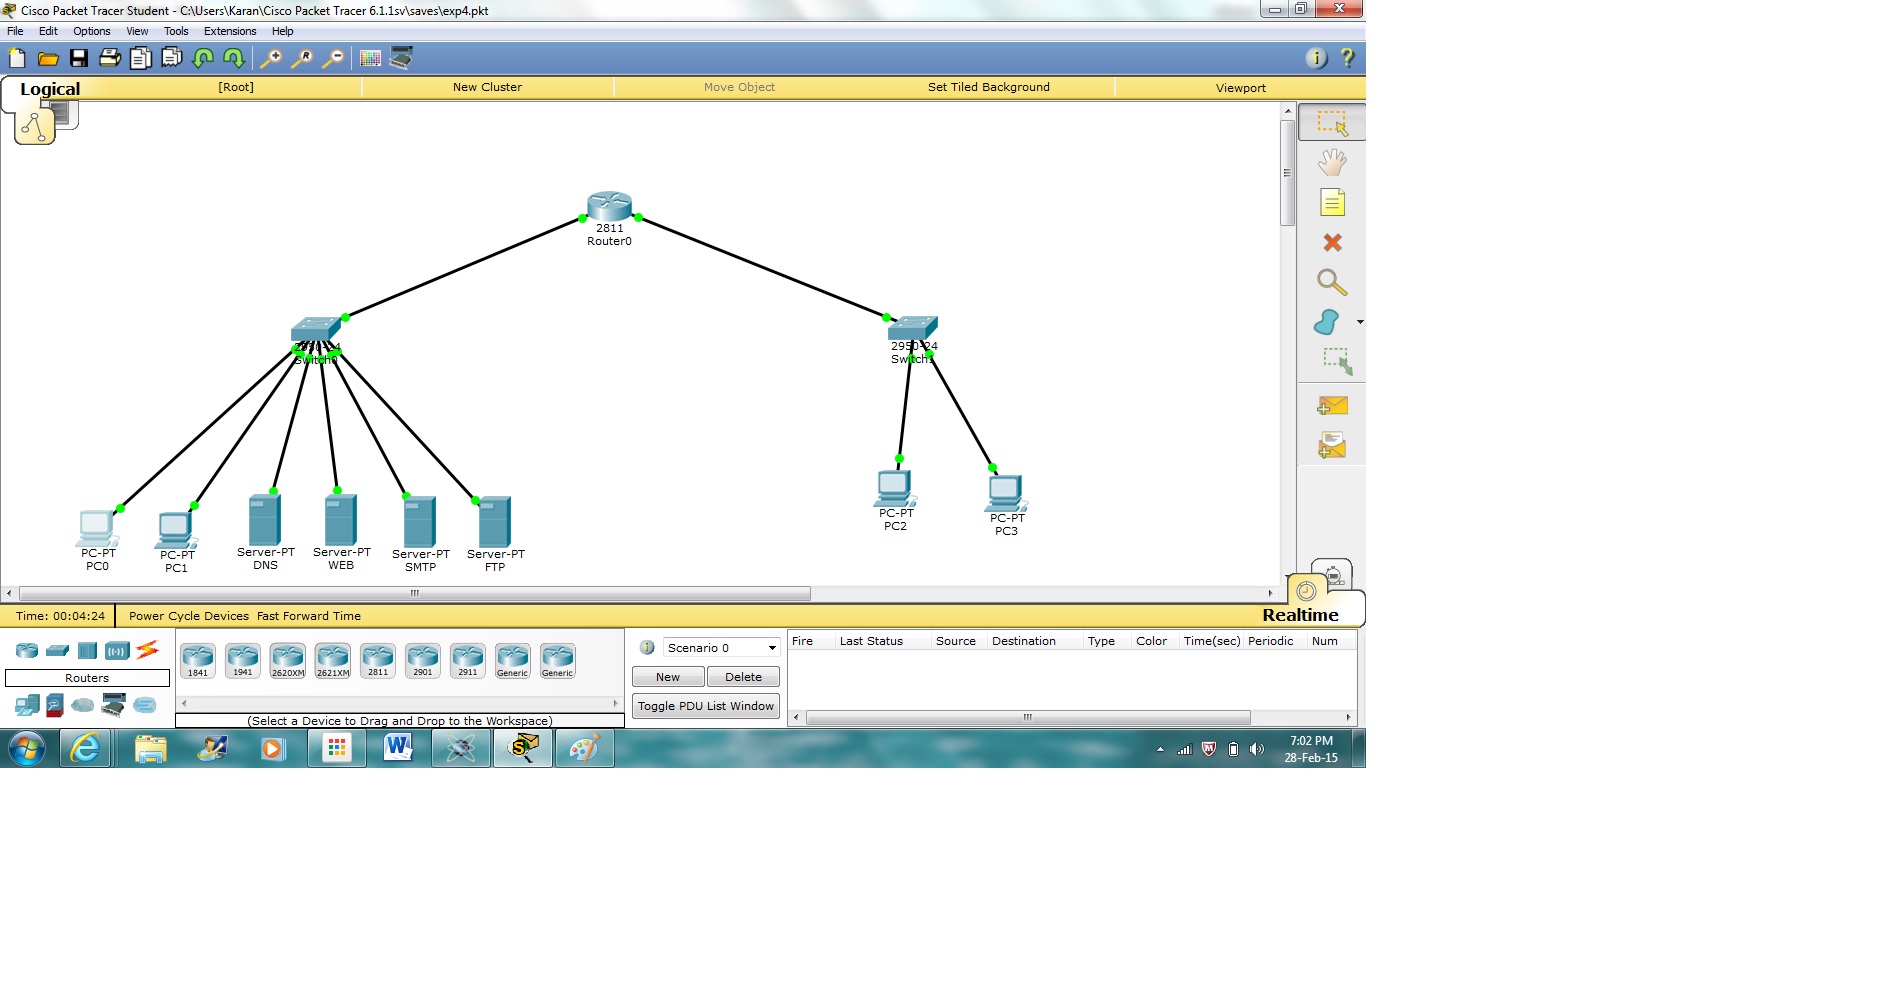 Cisco Packet Tracer Student - C:\Users\Karan\Cisco Packet Tracer 6.1.1sv\saves\exp4.pkt
File Edit Options View Tools Extensions Help
Logical [Root] New Cluster Move Object Set Tiled Background Viewport
2811
Router0
2950-24
Switch0
2950-24
Switch1
PC-PT
PC0
PC-PT
PC1
Server-PT
DNS
Server-PT
WEB
Server-PT
SMTP
Server-PT
FTP
PC-PT
PC2
PC-PT
PC3
Realtime
Time: 00:04:24 Power Cycle Devices Fast Forward Time
Routers
1841 1941 2620XM 2621XM 2811 2901 2911 Generic Generic
(Select a Device to Drag and Drop to the Workspace)
Scenario 0
New Delete
Toggle PDU List Window
Fire Last Status Source Destination Type Color Time(sec) Periodic Num
7:02 PM
28-Feb-15